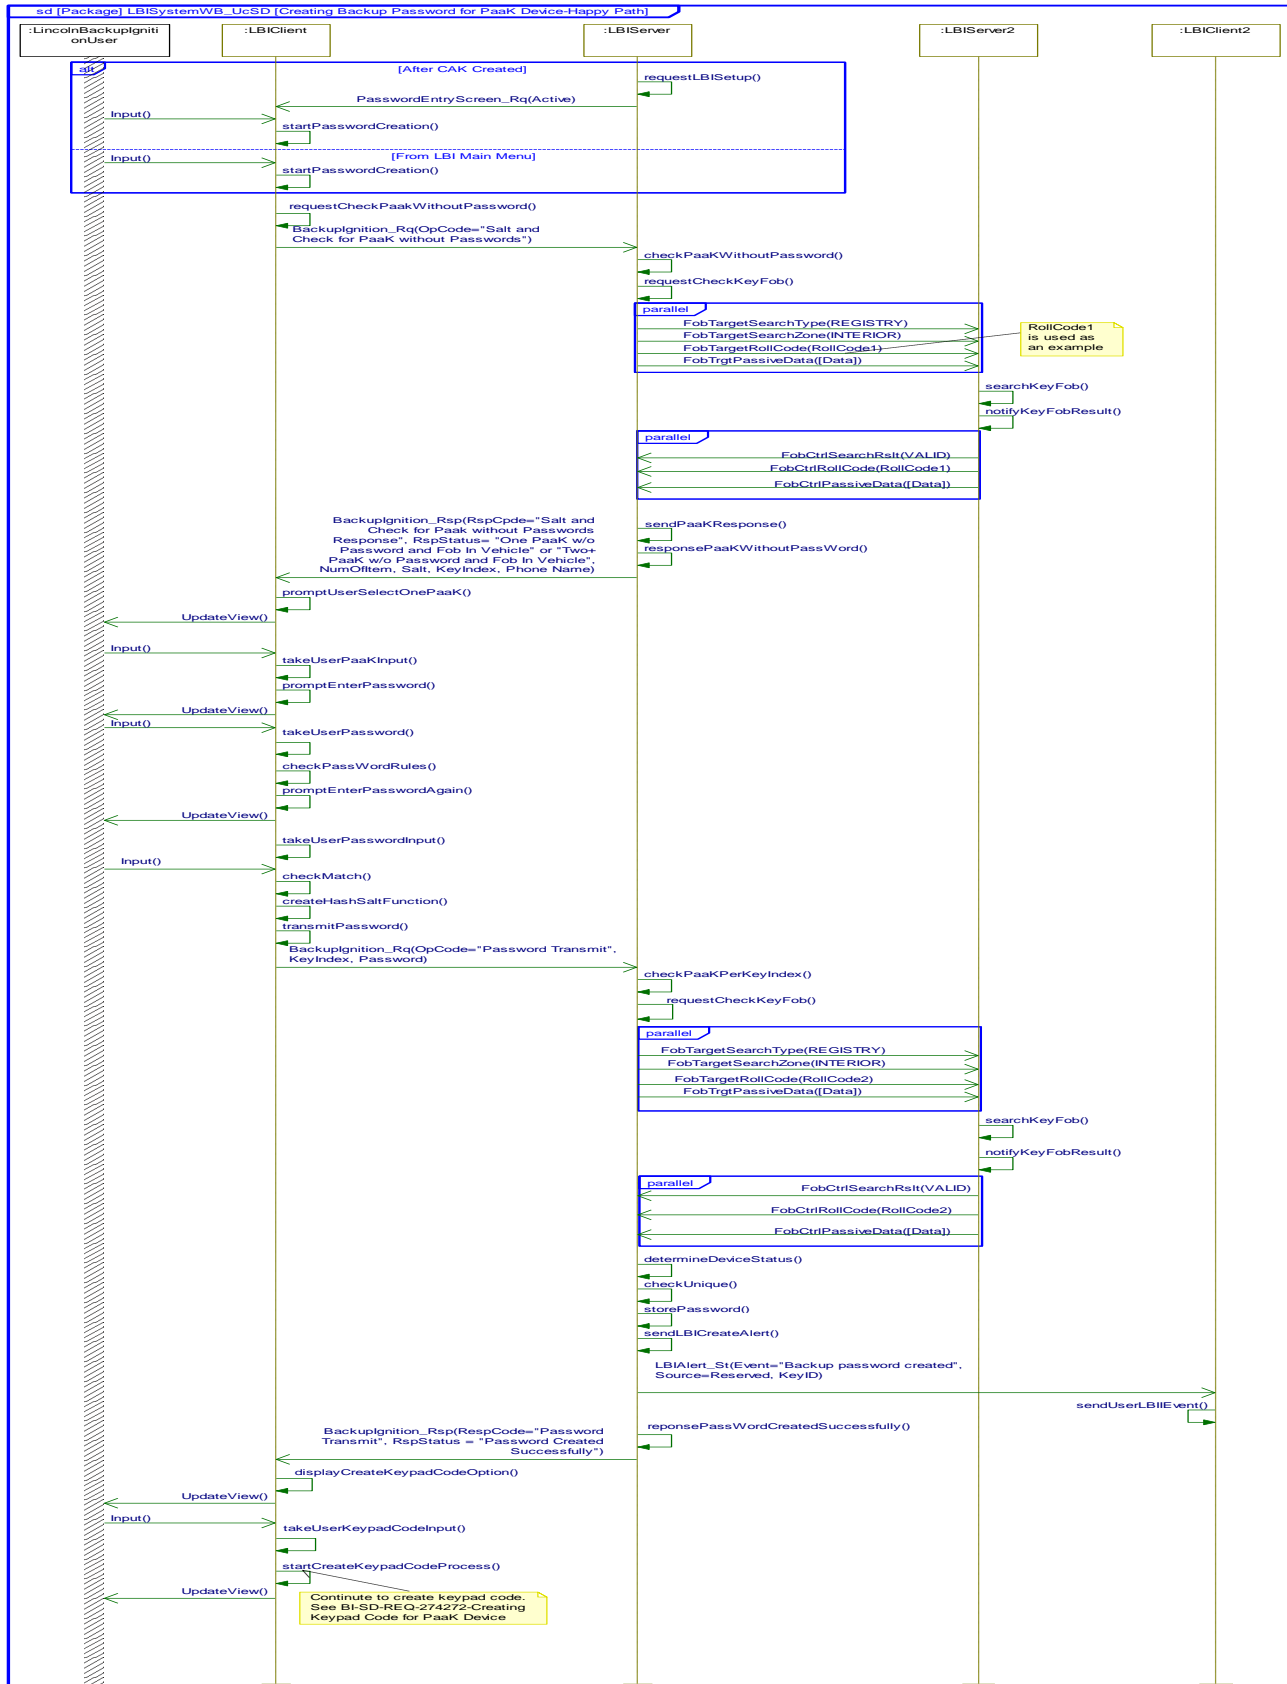 sd [Package] LBISystemWB_UcSD [Creating Backup Password for PaaK Device-Happy Path]
:LincolnBackupIgniti
onUser
:LBIClient
:LBIServer
:LBIServer2
:LBIClient2
alt
[After CAK Created]
requestLBISetup()
PasswordEntryScreen_Rq(Active)
Input()
startPasswordCreation()
[From LBI Main Menu]
Input()
startPasswordCreation()
requestCheckPaakWithoutPassword()
BackupIgnition_Rq(OpCode="Salt and
Check for PaaK without Passwords")
checkPaaKWithoutPassword()
requestCheckKeyFob()
parallel
FobTargetSearchType(REGISTRY)
FobTargetSearchZone(INTERIOR)
FobTargetRollCode(RollCode1)
FobTrgtPassiveData([Data])
RollCode1
is used as
an example
searchKeyFob()
notifyKeyFobResult()
parallel
FobCtrlSearchRslt(VALID)
FobCtrlRollCode(RollCode1)
FobCtrlPassiveData([Data])
BackupIgnition_Rsp(RspCpde="Salt and
Check for Paak without Passwords
Response", RspStatus= "One PaaK w/o
Password and Fob In Vehicle" or "Two+
PaaK w/o Password and Fob In Vehicle",
NumOfItem, Salt, KeyIndex, Phone Name)
sendPaaKResponse()
responsePaaKWithoutPassWord()
promptUserSelectOnePaaK()
UpdateView()
Input()
takeUserPaaKInput()
promptEnterPassword()
UpdateView()
Input()
takeUserPassword()
checkPassWordRules()
promptEnterPasswordAgain()
UpdateView()
takeUserPasswordInput()
Input()
checkMatch()
createHashSaltFunction()
transmitPassword()
BackupIgnition_Rq(OpCode="Password Transmit",
KeyIndex, Password)
checkPaaKPerKeyIndex()
requestCheckKeyFob()
parallel
FobTargetSearchType(REGISTRY)
FobTargetSearchZone(INTERIOR)
FobTargetRollCode(RollCode2)
FobTrgtPassiveData([Data])
searchKeyFob()
notifyKeyFobResult()
parallel
FobCtrlSearchRslt(VALID)
FobCtrlRollCode(RollCode2)
FobCtrlPassiveData([Data])
determineDeviceStatus()
checkUnique()
storePassword()
sendLBICreateAlert()
LBIAlert_St(Event="Backup password created",
Source=Reserved, KeyID)
sendUserLBIIEvent()
reponsePassWordCreatedSuccessfully()
BackupIgnition_Rsp(RespCode="Password
Transmit", RspStatus = "Password Created
Successfully")
displayCreateKeypadCodeOption()
UpdateView()
Input()
takeUserKeypadCodeInput()
startCreateKeypadCodeProcess()
UpdateView()
Continute to create keypad code.
See BI-SD-REQ-274272-Creating
Keypad Code for PaaK Device